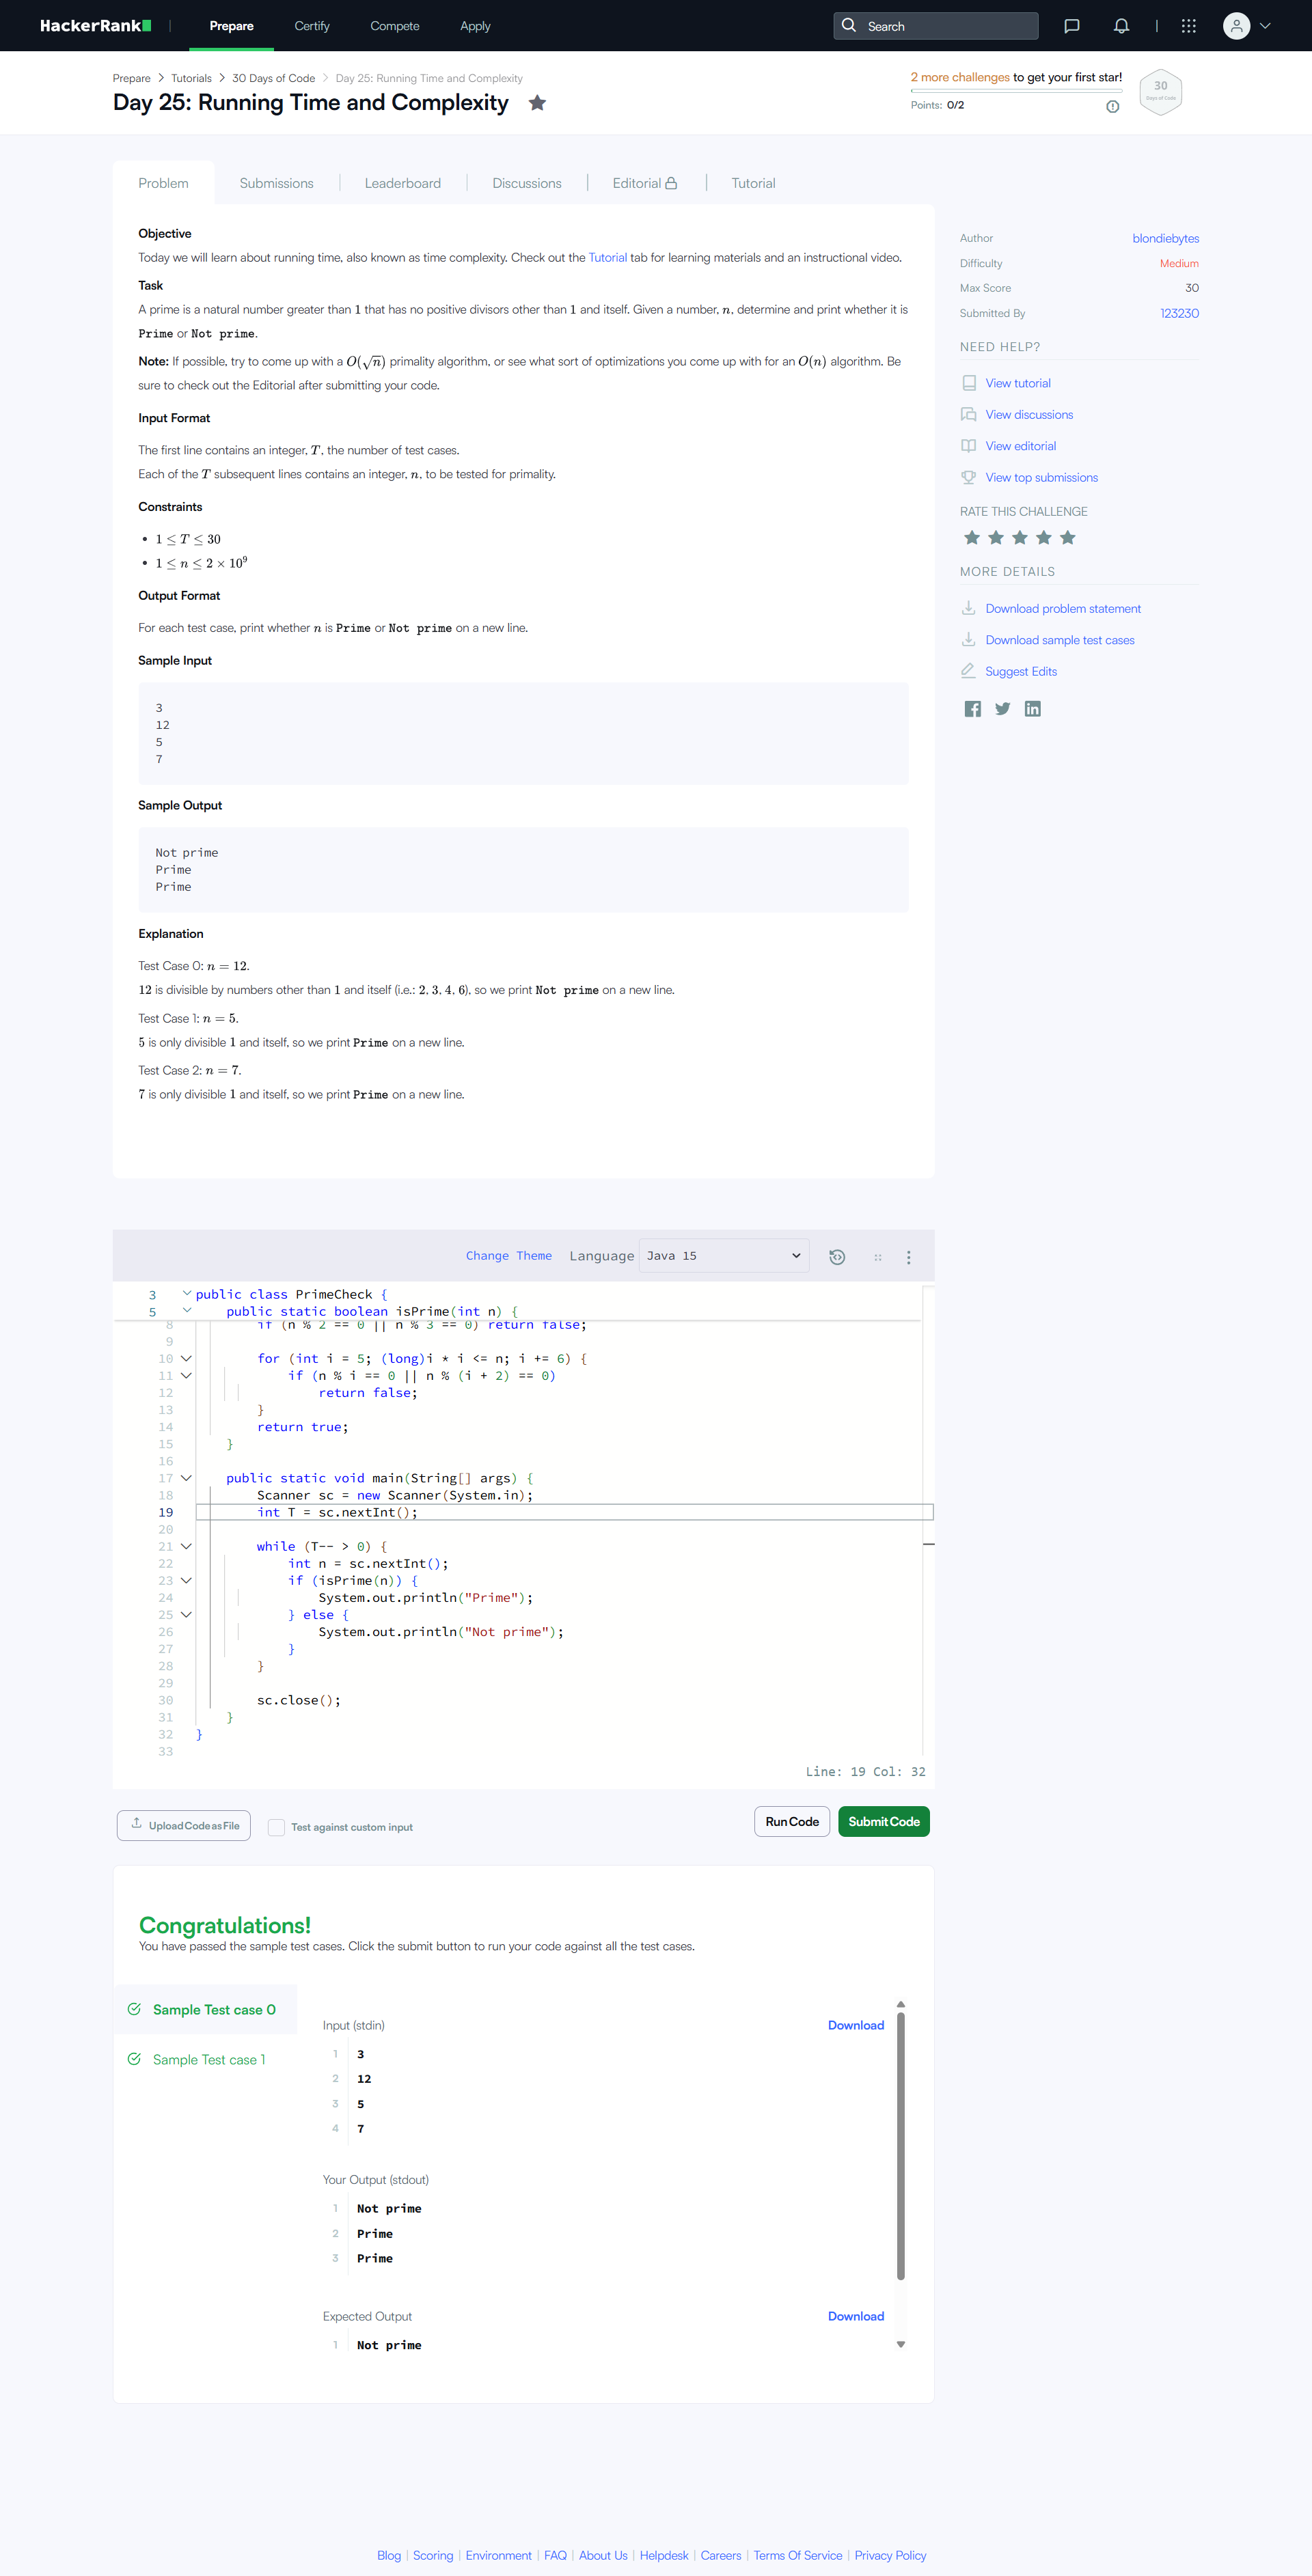 HackerRank
Prepare
Certify
Compete
Apply
Search
Prepare > Tutorials > 30 Days of Code > Day 25: Running Time and Complexity
Day 25: Running Time and Complexity
2 more challenges to get your first star!
Points: 0/2
30
Days of Code
Problem
Submissions
Leaderboard
Discussions
Editorial
Tutorial
Objective
Today we will learn about running time, also known as time complexity. Check out the Tutorial tab for learning materials and an instructional video.
Task
A prime is a natural number greater than 1 that has no positive divisors other than 1 and itself. Given a number, n, determine and print whether it is
Prime or Not prime.
Note: If possible, try to come up with a O(√n) primality algorithm, or see what sort of optimizations you come up with for an O(n) algorithm. Be
sure to check out the Editorial after submitting your code.
Input Format
The first line contains an integer, T, the number of test cases.
Each of the T subsequent lines contains an integer, n, to be tested for primality.
Constraints
• 1 ≤ T ≤ 30
• 1 ≤ n ≤ 2 × 10⁹
Output Format
For each test case, print whether n is Prime or Not prime on a new line.
Sample Input
3
12
5
7
Sample Output
Not prime
Prime
Prime
Explanation
Test Case 0: n = 12.
12 is divisible by numbers other than 1 and itself (i.e.: 2, 3, 4, 6), so we print Not prime on a new line.
Test Case 1: n = 5.
5 is only divisible 1 and itself, so we print Prime on a new line.
Test Case 2: n = 7.
7 is only divisible 1 and itself, so we print Prime on a new line.
Author blondiebytes
Difficulty Medium
Max Score 30
Submitted By 123230
NEED HELP?
View tutorial
View discussions
View editorial
View top submissions
RATE THIS CHALLENGE
MORE DETAILS
Download problem statement
Download sample test cases
Suggest Edits
Change Theme Language Java 15
3 public class PrimeCheck {
5 public static boolean isPrime(int n) {
8 if (n % 2 == 0 || n % 3 == 0) return false;
9
10 for (int i = 5; (long)i * i <= n; i += 6) {
11 if (n % i == 0 || n % (i + 2) == 0)
12 return false;
13 }
14 return true;
15 }
16
17 public static void main(String[] args) {
18 Scanner sc = new Scanner(System.in);
19 int T = sc.nextInt();
20
21 while (T-- > 0) {
22 int n = sc.nextInt();
23 if (isPrime(n)) {
24 System.out.println("Prime");
25 } else {
26 System.out.println("Not prime");
27 }
28 }
29
30 sc.close();
31 }
32 }
33
Line: 19 Col: 32
Upload Code as File
Test against custom input
Run Code
Submit Code
Congratulations!
You have passed the sample test cases. Click the submit button to run your code against all the test cases.
Sample Test case 0
Sample Test case 1
Input (stdin) Download
1 3
2 12
3 5
4 7
Your Output (stdout)
1 Not prime
2 Prime
3 Prime
Expected Output Download
1 Not prime
Blog | Scoring | Environment | FAQ | About Us | Helpdesk | Careers | Terms Of Service | Privacy Policy